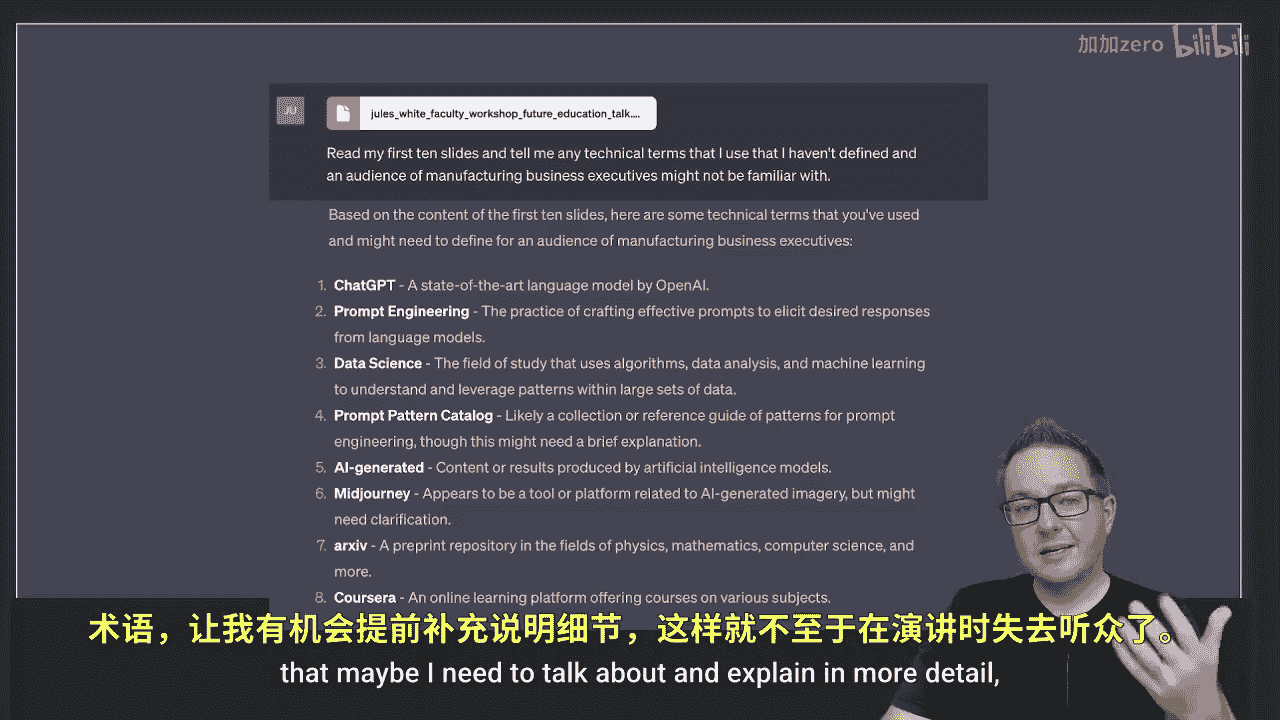 加加zero bilibili
JU
jules_white_faculty_workshop_future_education_talk....
Read my first ten slides and tell me any technical terms that I use that I haven't defined and
an audience of manufacturing business executives might not be familiar with.
Based on the content of the first ten slides, here are some technical terms that you've used
and might need to define for an audience of manufacturing business executives:
1. ChatGPT - A state-of-the-art language model by OpenAI.
2. Prompt Engineering - The practice of crafting effective prompts to elicit desired responses
from language models.
3. Data Science - The field of study that uses algorithms, data analysis, and machine learning
to understand and leverage patterns within large sets of data.
4. Prompt Pattern Catalog - Likely a collection or reference guide of patterns for prompt
engineering, though this might need a brief explanation.
5. AI-generated - Content or results produced by artificial intelligence models.
6. Midjourney - Appears to be a tool or platform related to AI-generated imagery, but might
need clarification.
7. arxiv - A preprint repository in the fields of physics, mathematics, computer science, and
more.
8. Coursera - An online learning platform offering courses on various subjects.
术语，让我有机会提前补充说明细节，这样就不至于在演讲时失去听众了。
that maybe I need to talk about and explain in more detail,